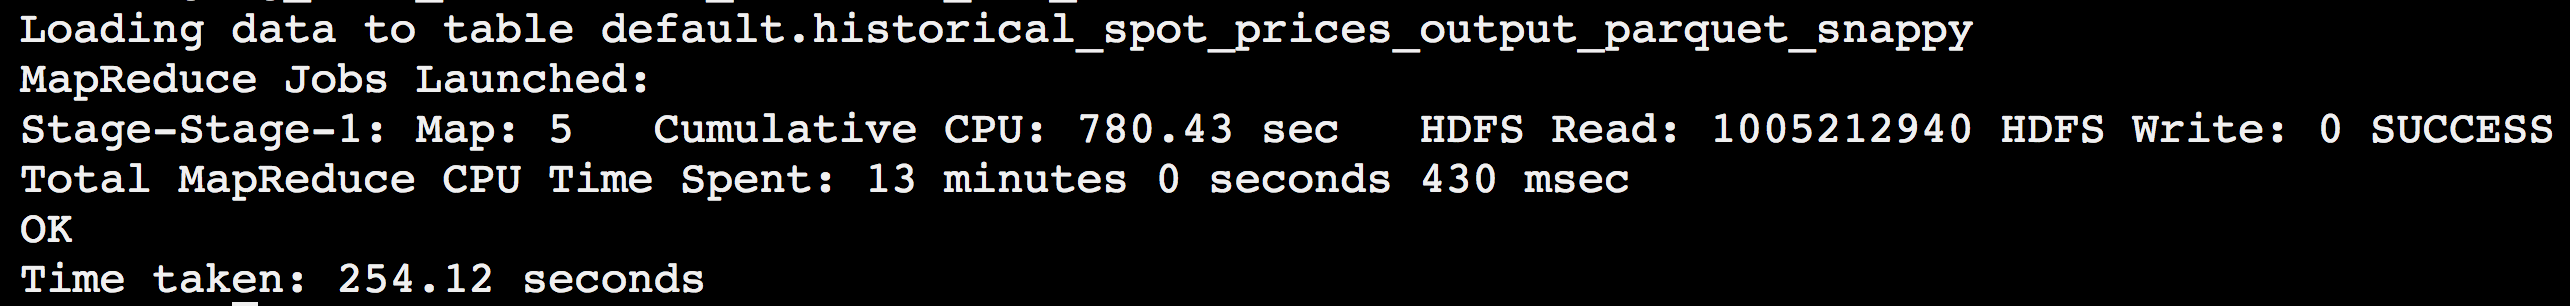 Loading data to table default.historical_spot_prices_output_parquet_snappy
MapReduce Jobs Launched:
Stage-Stage-1: Map: 5   Cumulative CPU: 780.43 sec   HDFS Read: 1005212940 HDFS Write: 0 SUCCESS
Total MapReduce CPU Time Spent: 13 minutes 0 seconds 430 msec
OK
Time taken: 254.12 seconds